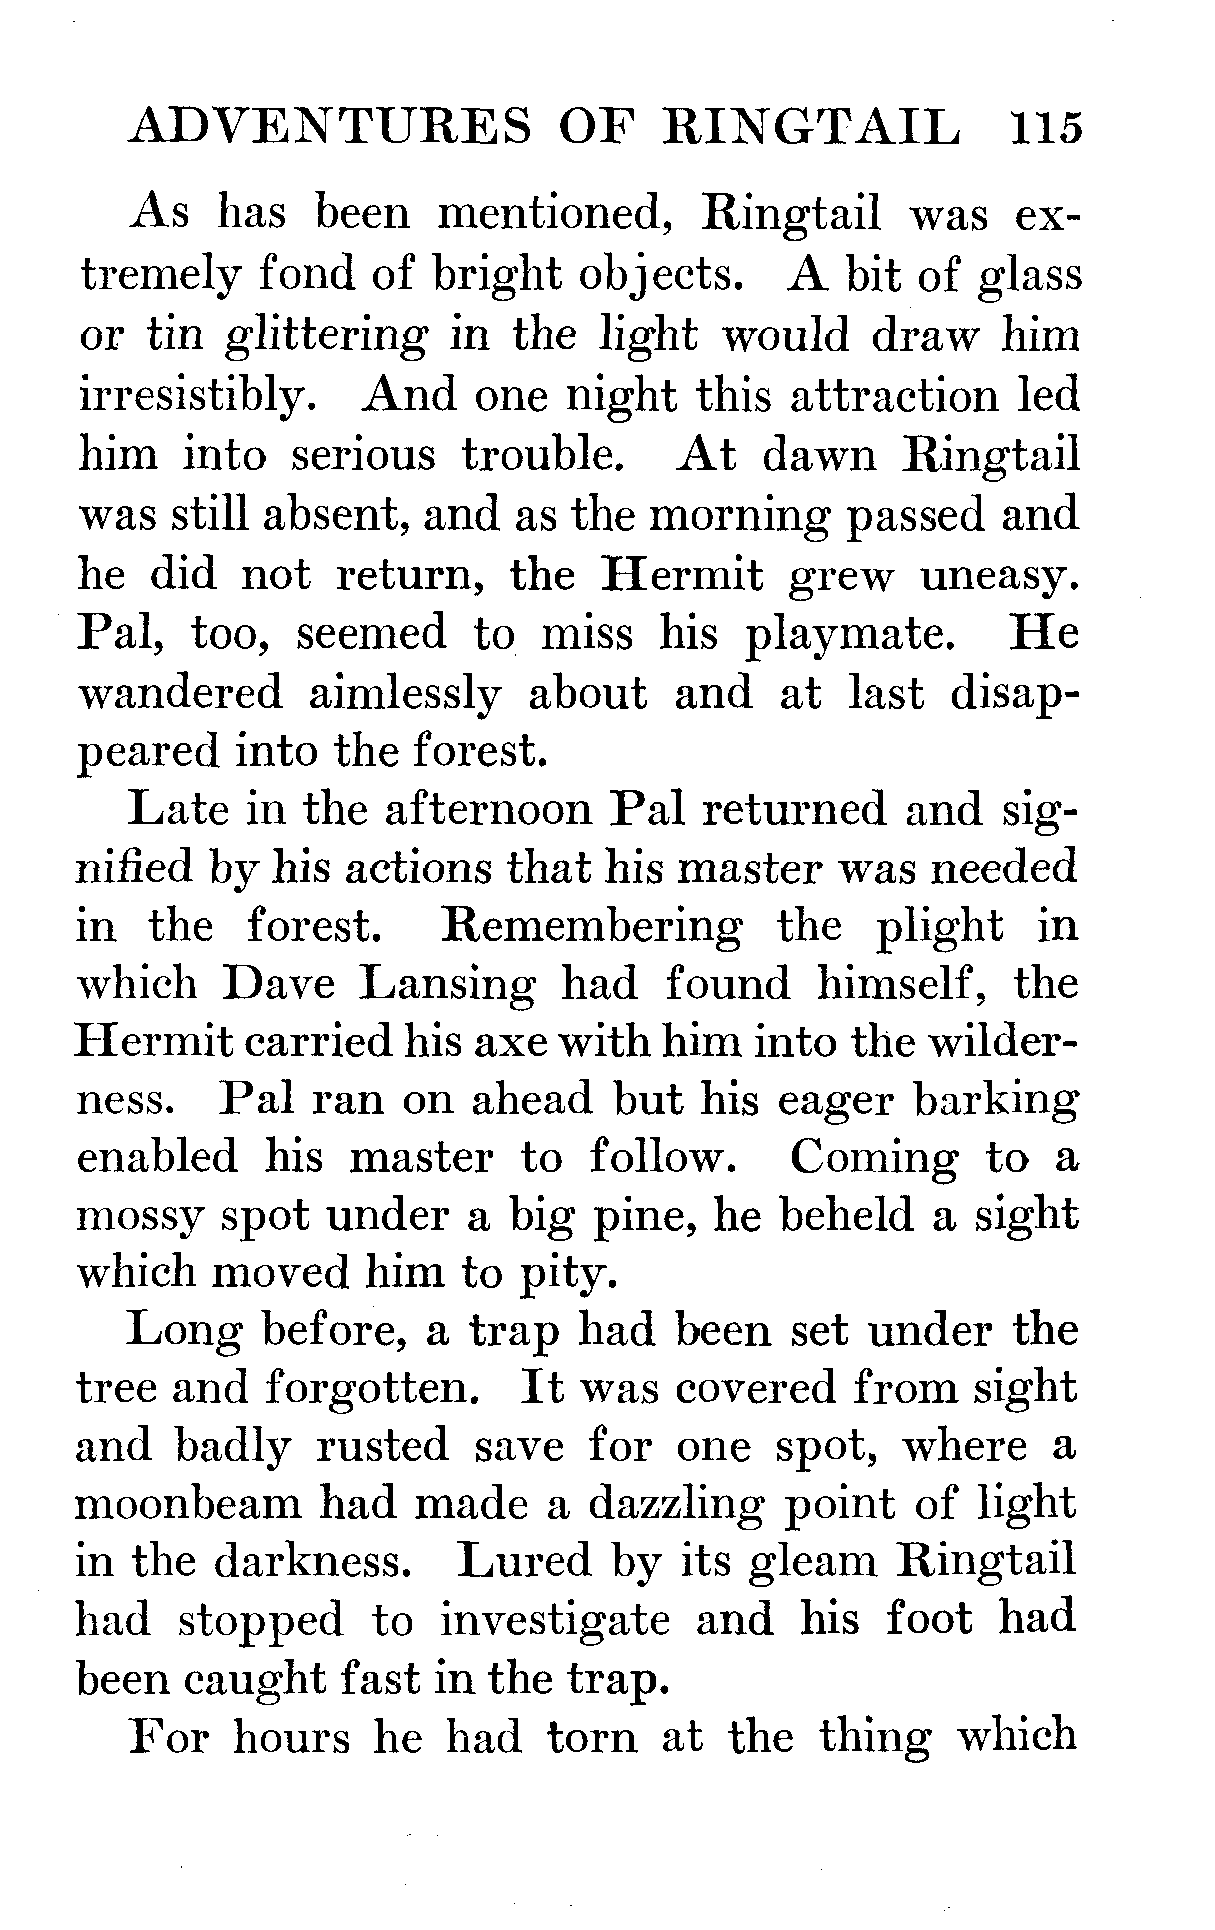 ADVENTURES OF RINGTAIL 115
As has been mentioned, Ringtail was ex-
tremely fond of bright objects. A bit of glass
or tin glittering in the light would draw him
irresistibly. And one night this attraction led
him into serious trouble. At dawn Ringtail
was still absent, and as the morning passed and
he did not return, the Hermit grew uneasy.
Pal, too, seemed to miss his playmate. He
wandered aimlessly about and at last disap-
peared into the forest.
Late in the afternoon Pal returned and sig-
nified by his actions that his master was needed
in the forest. Remembering the plight in
which Dave Lansing had found himself, the
Hermit carried his axe with him into the wilder-
ness. Pal ran on ahead but his eager barking
enabled his master to follow. Coming to a
mossy spot under a big pine, he beheld a sight
which moved him to pity.
Long before, a trap had been set under the
tree and forgotten. It was covered from sight
and badly rusted save for one spot, where a
moonbeam had made a dazzling point of light
in the darkness. Lured by its gleam Ringtail
had stopped to investigate and his foot had
been caught fast in the trap.
For hours he had torn at the thing which